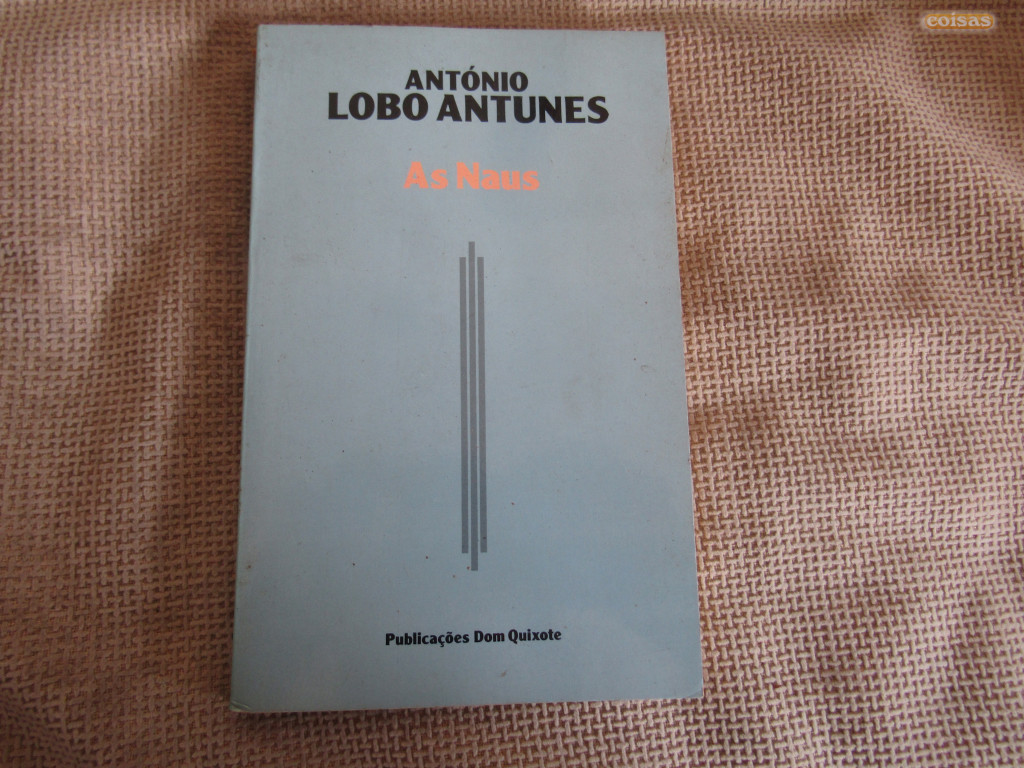 coisas
ANTÓNIO
LOBO ANTUNES
As Naus
Publicações Dom Quixote